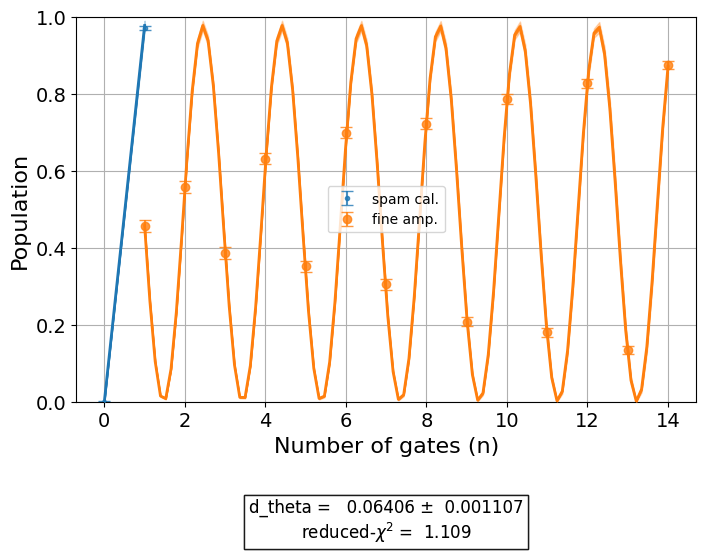 1.0
0.8
0.6
0.4
0.2
0.0
Population
spam cal.
fine amp.
0 2 4 6 8 10 12 14
Number of gates (n)
d_theta = 0.06406 ± 0.001107
reduced-χ² = 1.109